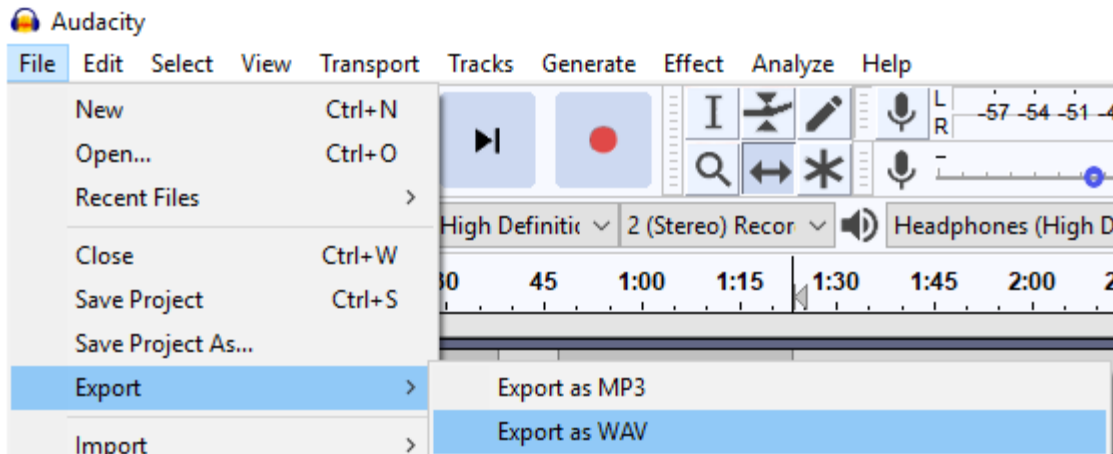 Audacity
File Edit Select View Transport Tracks Generate Effect Analyze Help
New Ctrl+N
Open... Ctrl+O
Recent Files
Close Ctrl+W
Save Project Ctrl+S
Save Project As...
Export
Import
Export as MP3
Export as WAV
L
R
-57 -54 -51
High Definitic
2 (Stereo) Recor
Headphones (High D
45 1:00 1:15 1:30 1:45 2:00